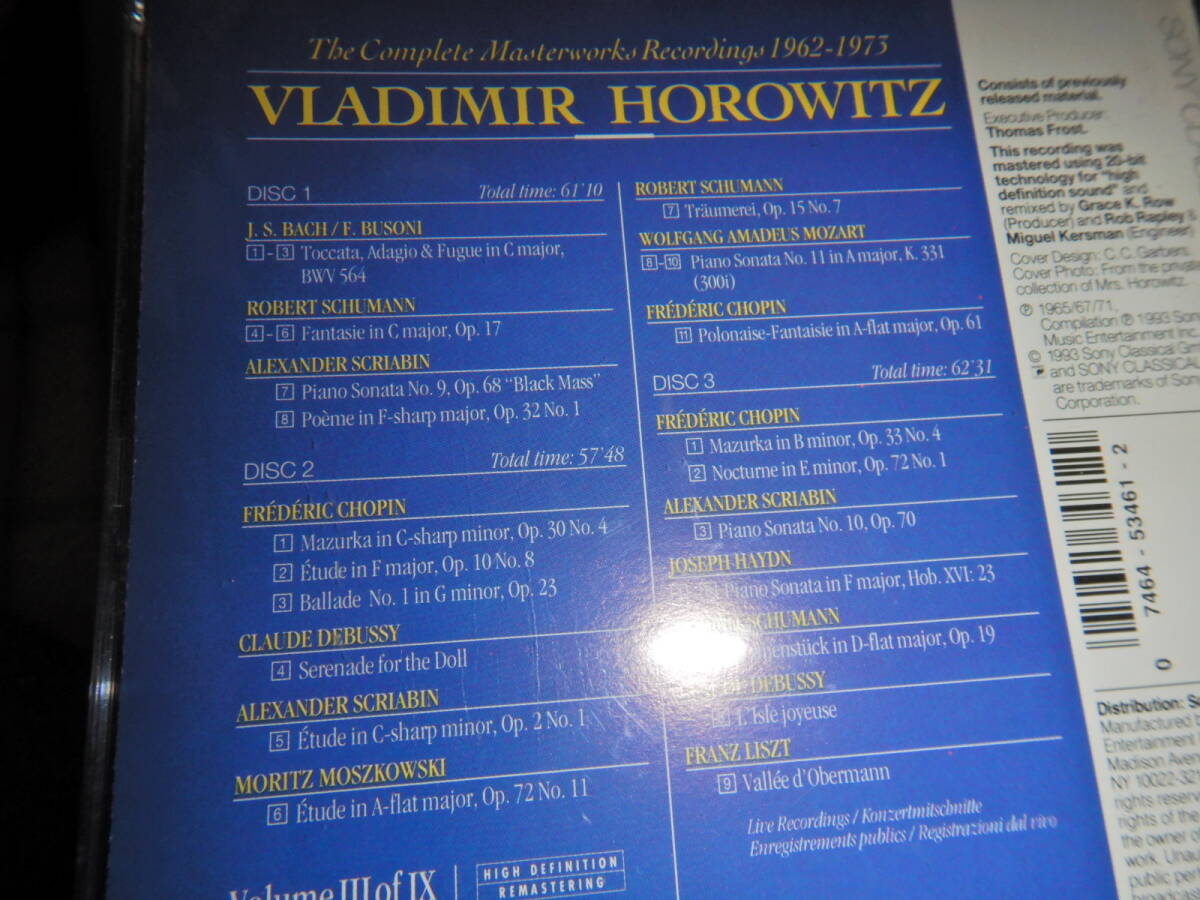 The Complete Masterworks Recordings 1962-1973
VLADIMIR HOROWITZ
DISC 1 Total time: 61'10
J. S. BACH / F. BUSONI
1 - 3 Toccata, Adagio & Fugue in C major,
BWV 564
ROBERT SCHUMANN
4 - 6 Fantasie in C major, Op. 17
ALEXANDER SCRIABIN
7 Piano Sonata No. 9, Op. 68 "Black Mass"
8 Poème in F-sharp major, Op. 32 No. 1
DISC 2 Total time: 57'48
FRÉDÉRIC CHOPIN
1 Mazurka in C-sharp minor, Op. 30 No. 4
2 Étude in F major, Op. 10 No. 8
3 Ballade No. 1 in G minor, Op. 23
CLAUDE DEBUSSY
4 Serenade for the Doll
ALEXANDER SCRIABIN
5 Étude in C-sharp minor, Op. 2 No. 1
MORITZ MOSZKOWSKI
6 Étude in A-flat major, Op. 72 No. 11
ROBERT SCHUMANN
7 Träumerei, Op. 15 No. 7
WOLFGANG AMADEUS MOZART
8 - 10 Piano Sonata No. 11 in A major, K. 331
(300i)
FRÉDÉRIC CHOPIN
11 Polonaise-Fantaisie in A-flat major, Op. 61
DISC 3 Total time: 62'31
FRÉDÉRIC CHOPIN
1 Mazurka in B minor, Op. 33 No. 4
2 Nocturne in E minor, Op. 72 No. 1
ALEXANDER SCRIABIN
3 Piano Sonata No. 10, Op. 70
JOSEPH HAYDN
Piano Sonata in F major, Hob. XVI: 23
SCHUMANN
in D-flat major, Op. 19
DEBUSSY
L'Isle joyeuse
FRANZ LISZT
9 Vallée d'Obermann
Live Recordings / Konzertmitschnitte
Enregistrements publics / Registrazioni dal vivo
Volume III of IX
HIGH DEFINITION
REMASTERING
Consists of previously
released material.
Executive Producer:
Thomas Frost.
This recording was
mastered using 20-bit
technology for "high
definition sound" and
remixed by Grace K. Row
(Producer) and Rob Rapley
Miguel Kersman (Engineer)
Cover Design: C. C. Garbers
Cover Photo: From the private
collection of Mrs. Horowitz.
℗ 1965/67/71,
Compilation ℗ 1993 Sony
Music Entertainment Inc.
© 1993 Sony Classical
and SONY CLASSICAL
are trademarks of Sony
Corporation.
0 7464-53461-2
Distribution:
Manufactured
Entertainment
Madison
NY 10022-32
rights
rights of the
the owner
work.
public